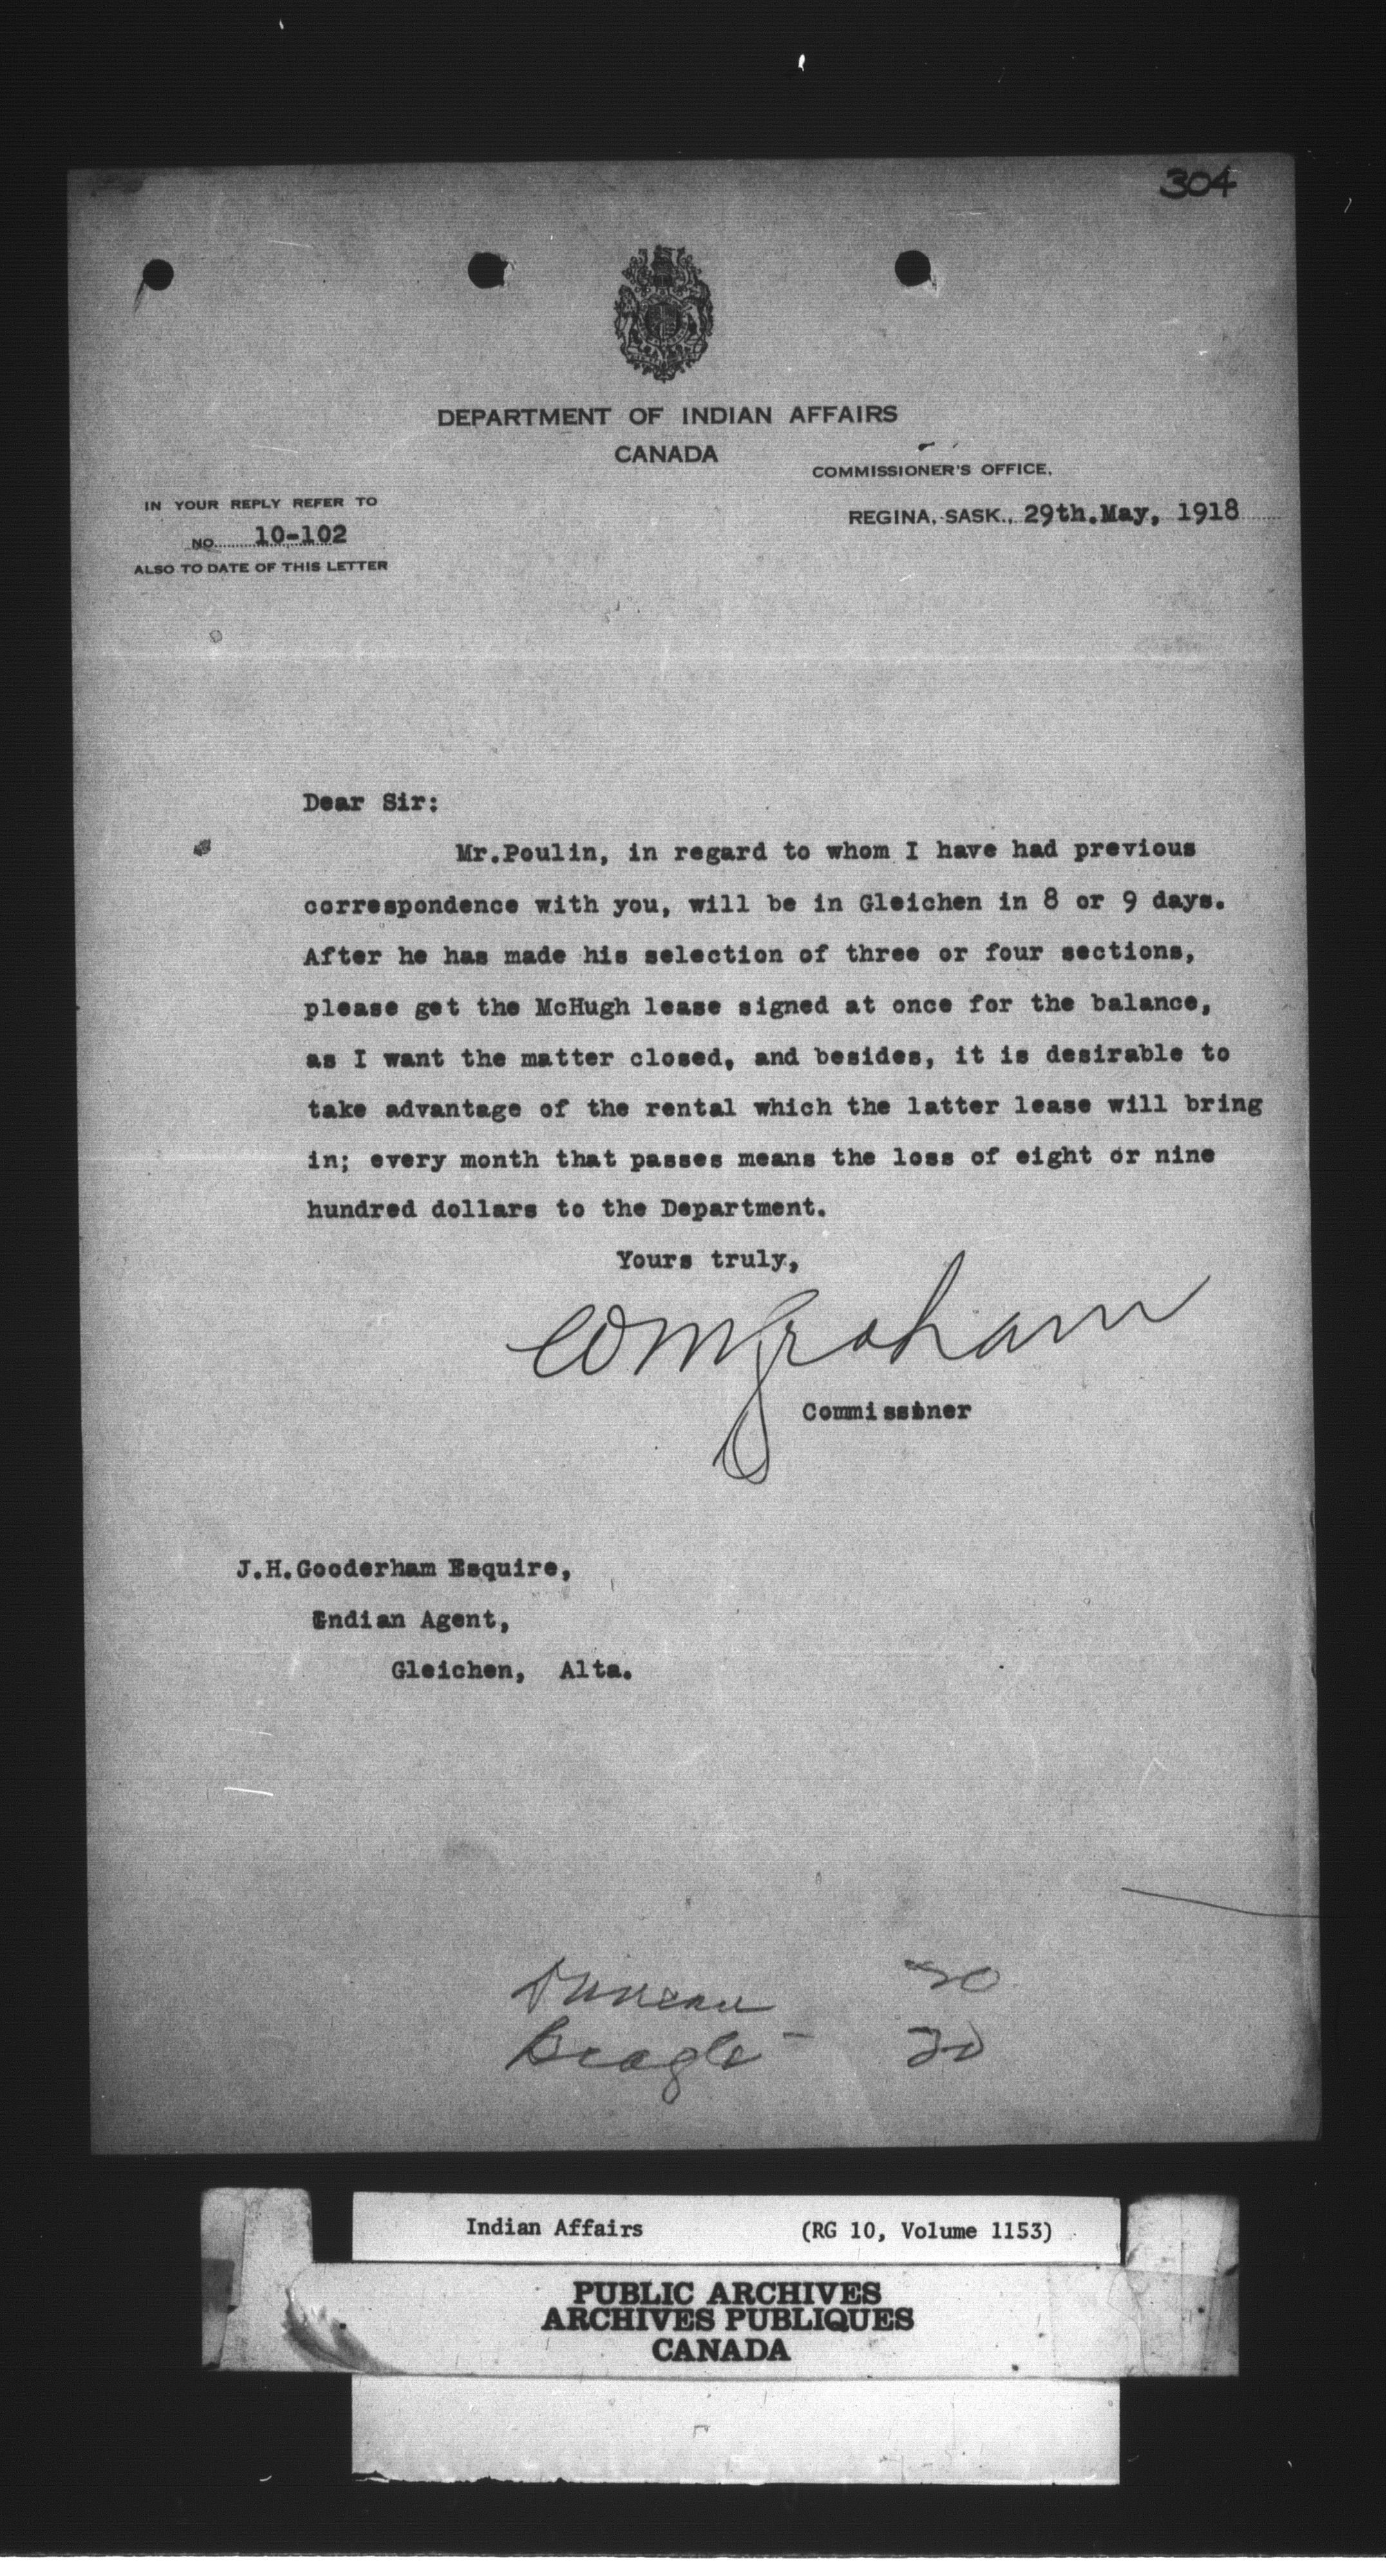 304
DEPARTMENT OF INDIAN AFFAIRS
CANADA
COMMISSIONER'S OFFICE,
REGINA, SASK., 29th.May, 1918
IN YOUR REPLY REFER TO
NO. 10-102
ALSO TO DATE OF THIS LETTER
Dear Sir:
Mr.Poulin, in regard to whom I have had previous
correspondence with you, will be in Gleichen in 8 or 9 days.
After he has made his selection of three or four sections,
please get the McHugh lease signed at once for the balance,
as I want the matter closed, and besides, it is desirable to
take advantage of the rental which the latter lease will bring
in; every month that passes means the loss of eight or nine
hundred dollars to the Department.
Yours truly,
WMGraham
Commissiner
J.H.Gooderham Esquire,
Indian Agent,
Gleichen, Alta.
Duncan 20
Beagle - 20
Indian Affairs (RG 10, Volume 1153)
PUBLIC ARCHIVES
ARCHIVES PUBLIQUES
CANADA